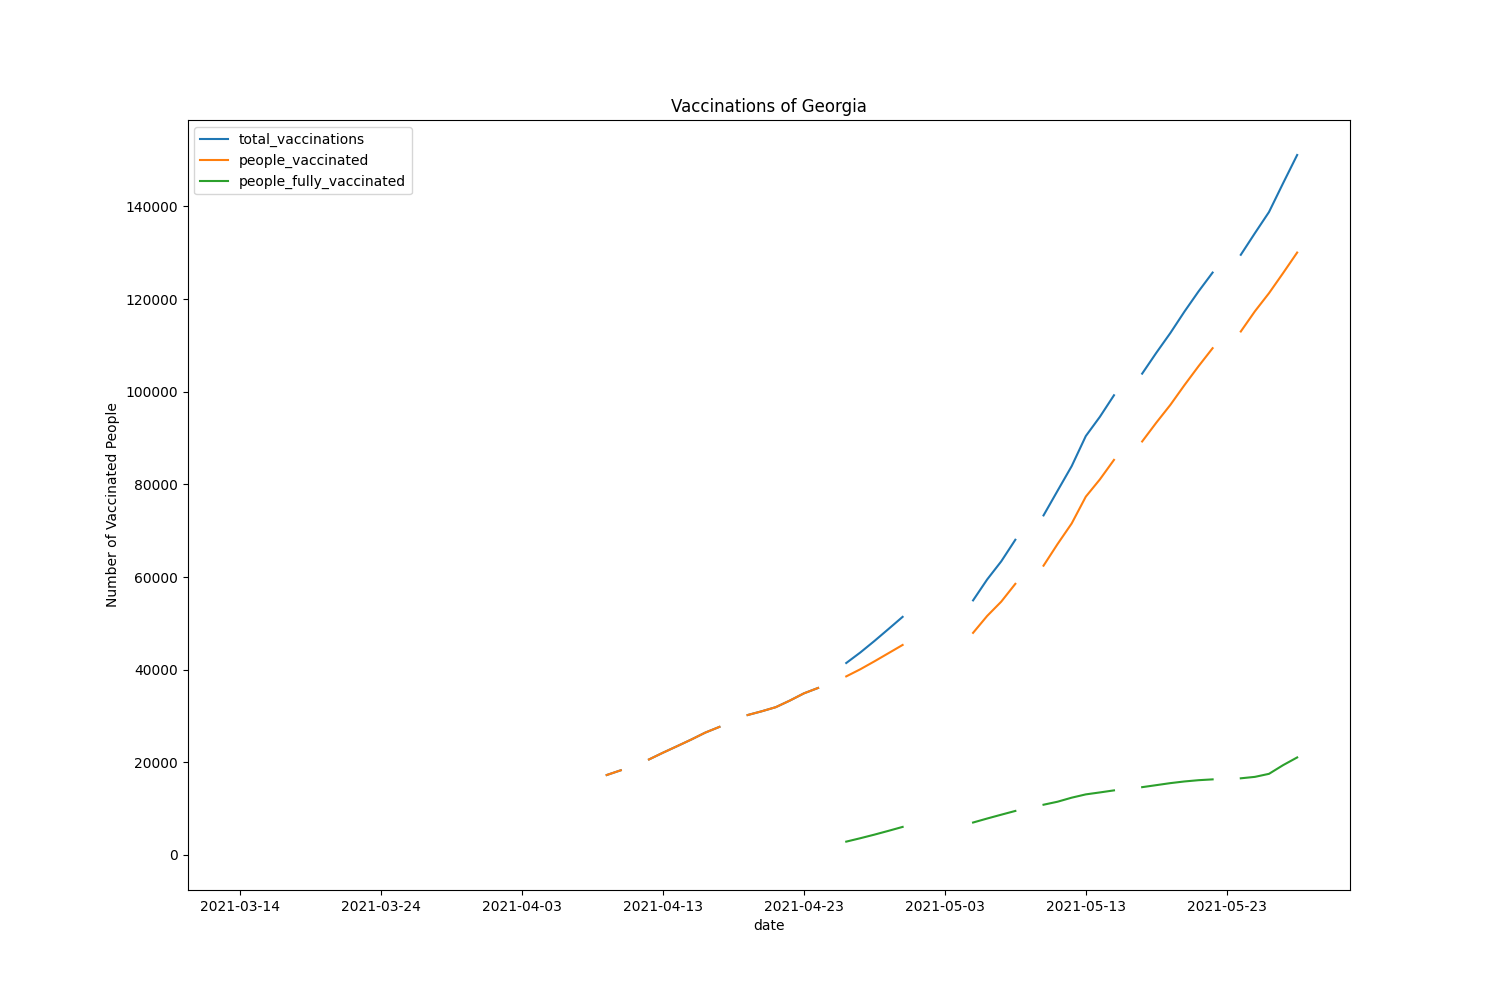 Vaccinations of Georgia
total_vaccinations
people_vaccinated
people_fully_vaccinated
140000
120000
100000
80000
60000
40000
20000
0
Number of Vaccinated People
2021-03-14 2021-03-24 2021-04-03 2021-04-13 2021-04-23 2021-05-03 2021-05-13 2021-05-23
date